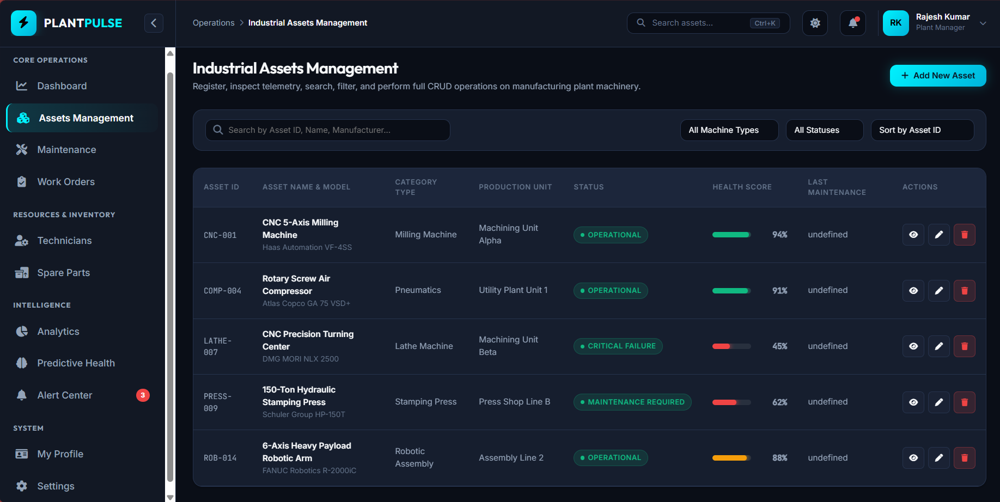 PLANTPULSE
Operations > Industrial Assets Management
Search assets... Ctrl+K
RK
Rajesh Kumar
Plant Manager
CORE OPERATIONS
Dashboard
Assets Management
Maintenance
Work Orders
RESOURCES & INVENTORY
Technicians
Spare Parts
INTELLIGENCE
Analytics
Predictive Health
Alert Center 3
SYSTEM
My Profile
Settings
Industrial Assets Management
Register, inspect telemetry, search, filter, and perform full CRUD operations on manufacturing plant machinery.
+ Add New Asset
Search by Asset ID, Name, Manufacturer...
All Machine Types
All Statuses
Sort by Asset ID
ASSET ID
ASSET NAME & MODEL
CATEGORY
TYPE
PRODUCTION UNIT
STATUS
HEALTH SCORE
LAST
MAINTENANCE
ACTIONS
CNC-001
CNC 5-Axis Milling
Machine
Haas Automation VF-4SS
Milling Machine
Machining Unit
Alpha
OPERATIONAL
94%
undefined
COMP-004
Rotary Screw Air
Compressor
Atlas Copco GA 75 VSD+
Pneumatics
Utility Plant Unit 1
OPERATIONAL
91%
undefined
LATHE-
007
CNC Precision Turning
Center
DMG MORI NLX 2500
Lathe Machine
Machining Unit
Beta
CRITICAL FAILURE
45%
undefined
PRESS-
009
150-Ton Hydraulic
Stamping Press
Schuler Group HP-150T
Stamping Press
Press Shop Line B
MAINTENANCE REQUIRED
62%
undefined
ROB-014
6-Axis Heavy Payload
Robotic Arm
FANUC Robotics R-2000iC
Robotic
Assembly
Assembly Line 2
OPERATIONAL
88%
undefined